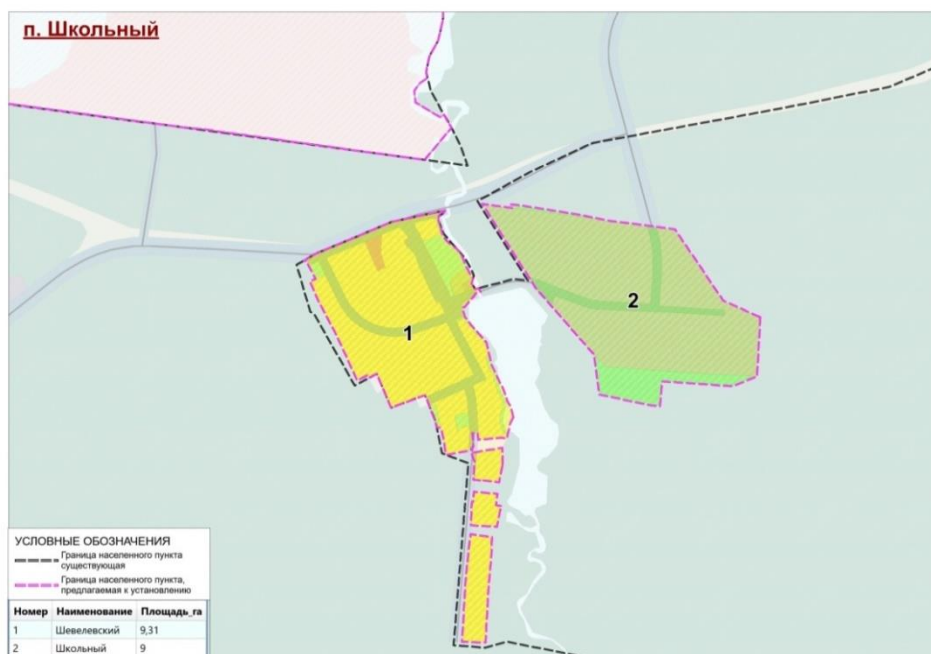 п. Школьный
1
2
УСЛОВНЫЕ ОБОЗНАЧЕНИЯ
Граница населенного пункта
существующая
Граница населенного пункта,
предлагаемая к установлению
Номер Наименование Площадь_га
1 Шевелевский 9,31
2 Школьный 9